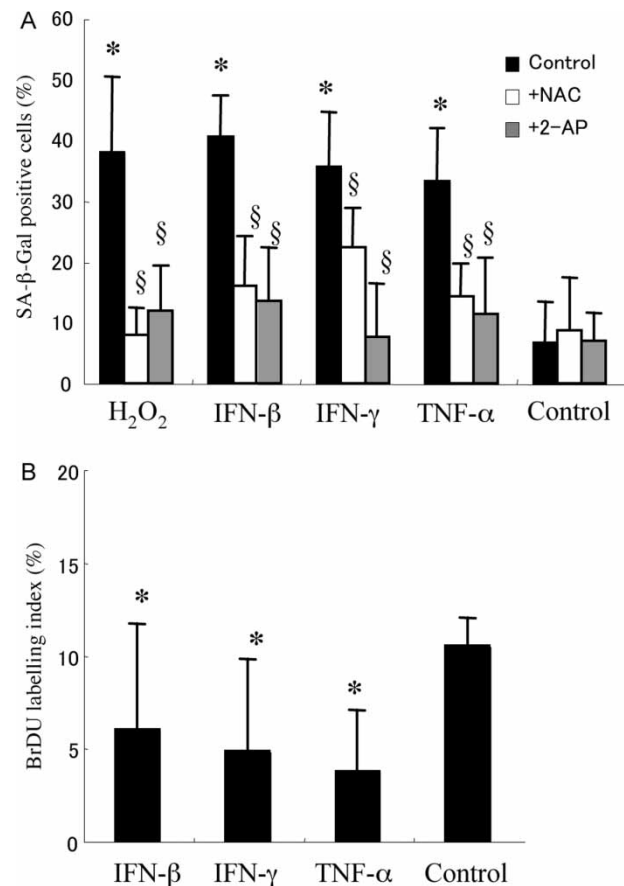 A
SA-β-Gal positive cells (%)
60
50
40
30
20
10
0
* * * *
§ § § § § § § §
Control
+NAC
+2-AP
H₂O₂ IFN-β IFN-γ TNF-α Control
B
BrDU labelling index (%)
20
15
10
5
0
* * *
IFN-β IFN-γ TNF-α Control